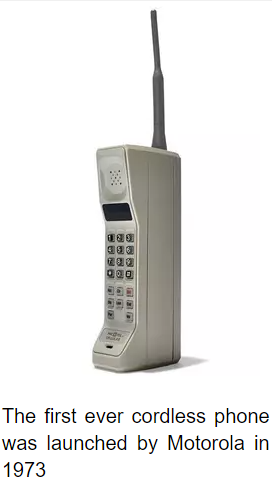 The first ever cordless phone
was launched by Motorola in
1973